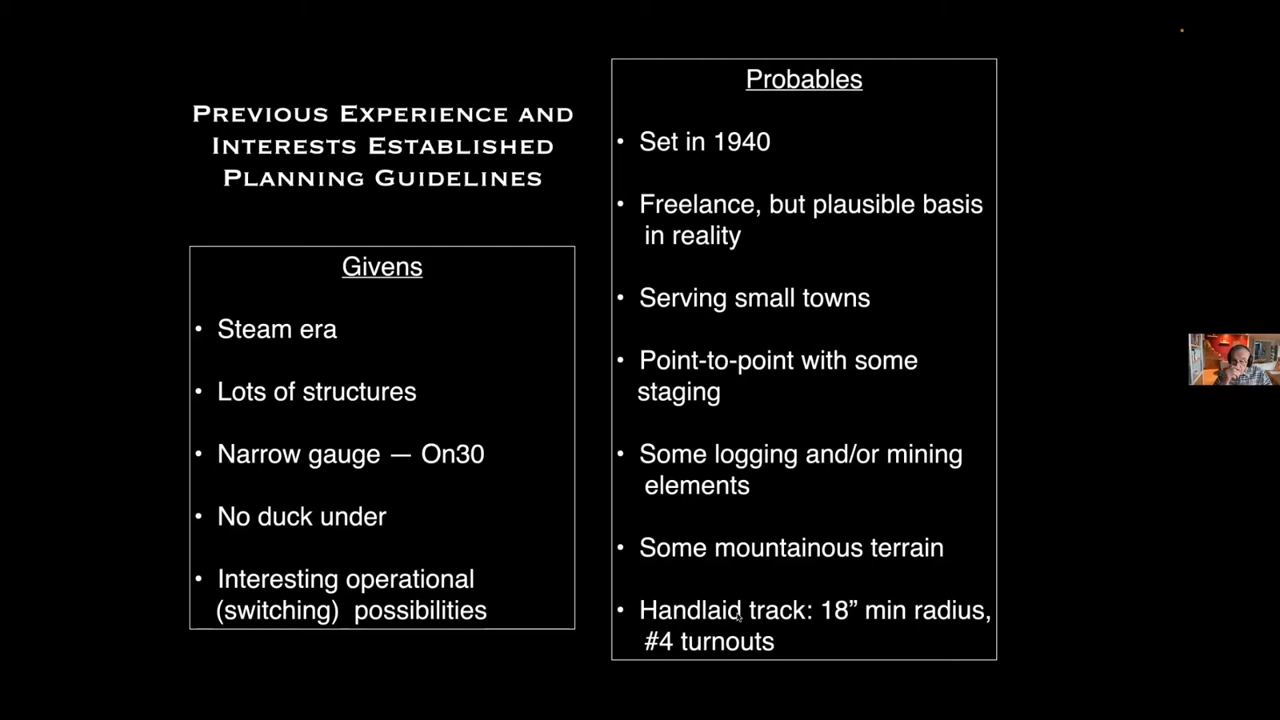 Previous Experience and
Interests Established
Planning Guidelines
Givens
• Steam era
• Lots of structures
• Narrow gauge — On30
• No duck under
• Interesting operational
(switching) possibilities
Probables
• Set in 1940
• Freelance, but plausible basis
in reality
• Serving small towns
• Point-to-point with some
staging
• Some logging and/or mining
elements
• Some mountainous terrain
• Handlaid track: 18” min radius,
#4 turnouts